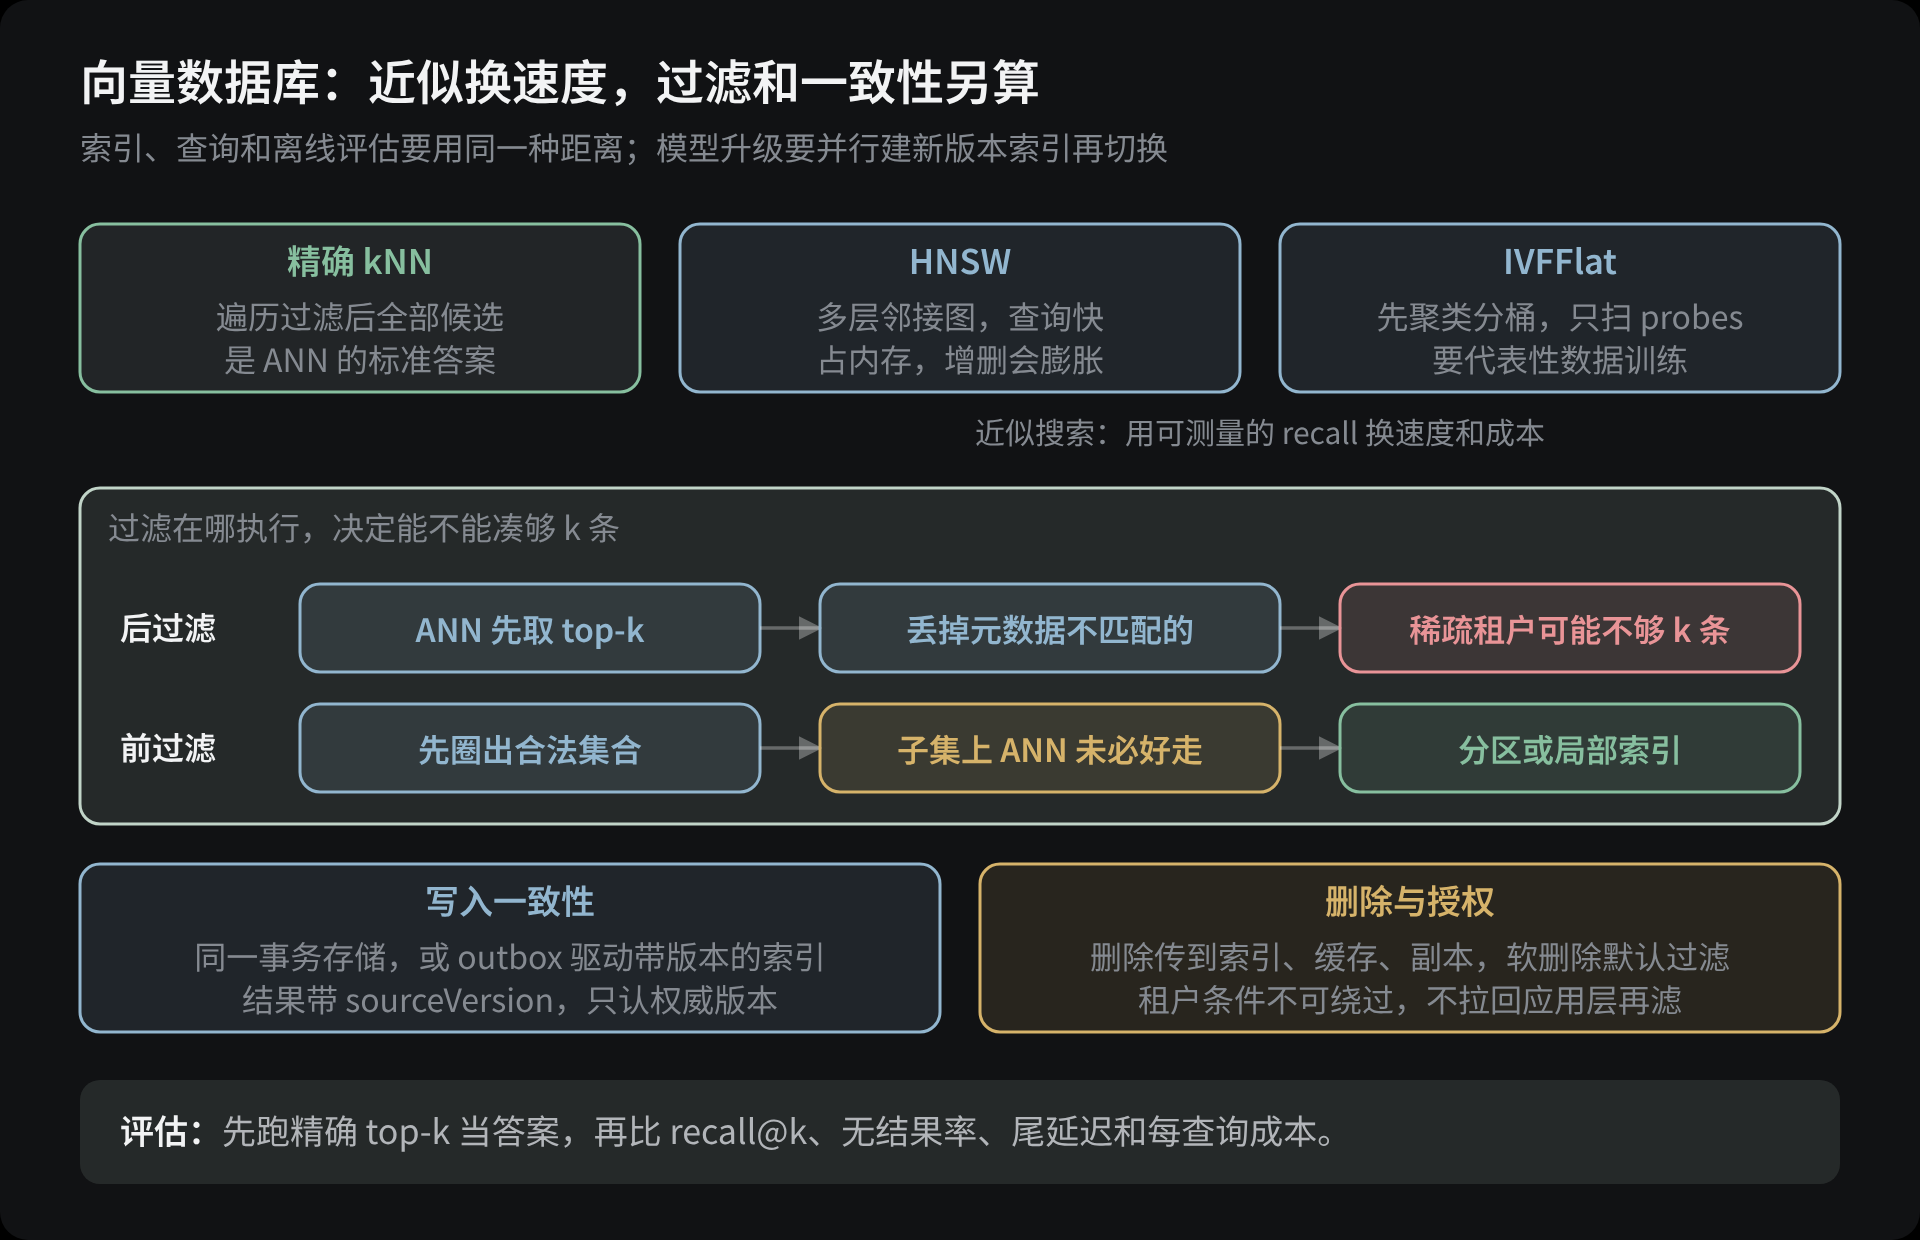 向量数据库：近似换速度，过滤和一致性另算
索引、查询和离线评估要用同一种距离；模型升级要并行建新版本索引再切换
精确 kNN
遍历过滤后全部候选
是 ANN 的标准答案
HNSW
多层邻接图，查询快
占内存，增删会膨胀
IVFFlat
先聚类分桶，只扫 probes
要代表性数据训练
近似搜索：用可测量的 recall 换速度和成本
过滤在哪执行，决定能不能凑够 k 条
后过滤
ANN 先取 top-k
丢掉元数据不匹配的
稀疏租户可能不够 k 条
前过滤
先圈出合法集合
子集上 ANN 未必好走
分区或局部索引
写入一致性
同一事务存储，或 outbox 驱动带版本的索引
结果带 sourceVersion，只认权威版本
删除与授权
删除传到索引、缓存、副本，软删除默认过滤
租户条件不可绕过，不拉回应用层再滤
评估：先跑精确 top-k 当答案，再比 recall@k、无结果率、尾延迟和每查询成本。